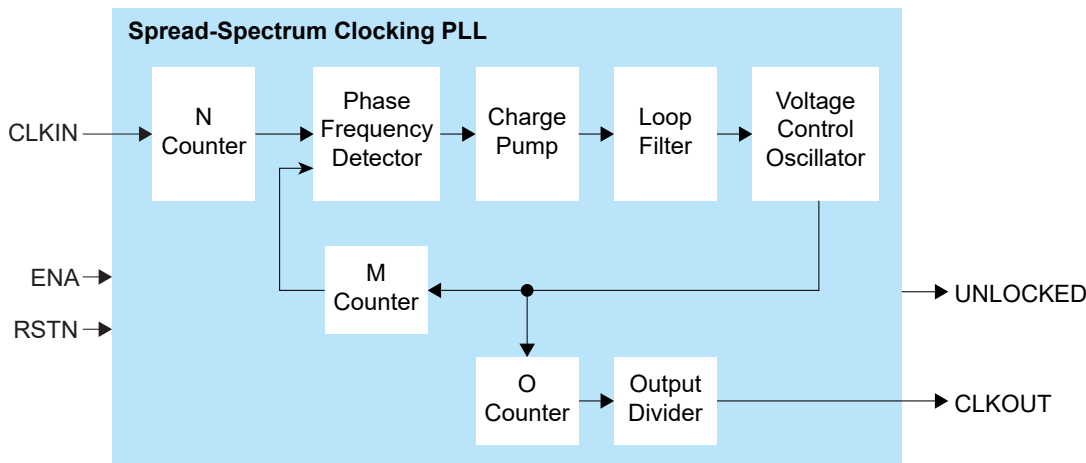 Spread-Spectrum Clocking PLL
CLKIN
N
Counter
Phase
Frequency
Detector
Charge
Pump
Loop
Filter
Voltage
Control
Oscillator
ENA
RSTN
M
Counter
UNLOCKED
O
Counter
Output
Divider
CLKOUT